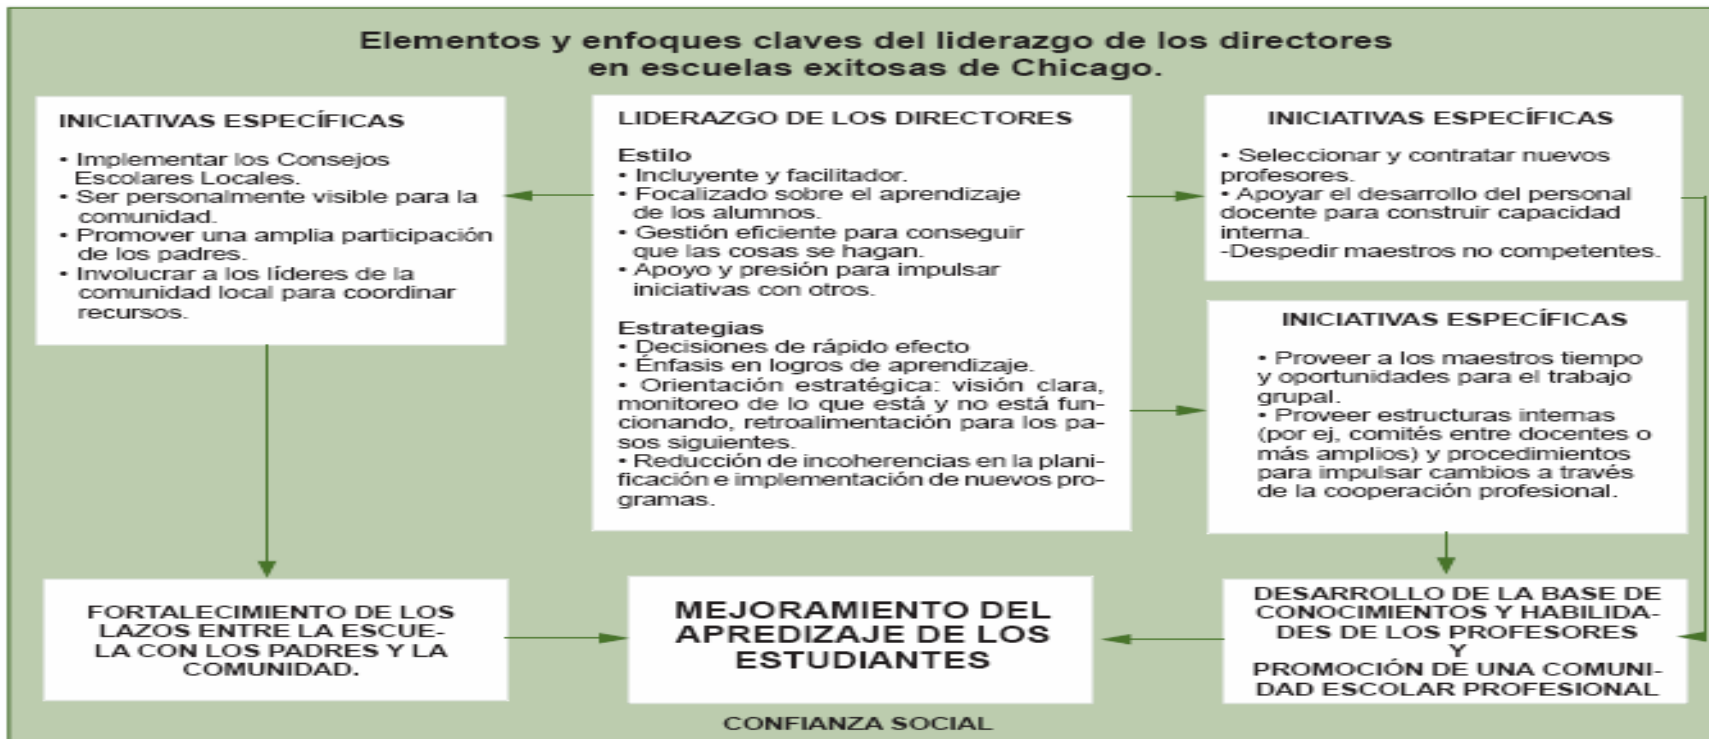 Elementos y enfoques claves del liderazgo de los directores
en escuelas exitosas de Chicago.
INICIATIVAS ESPECÍFICAS
• Implementar los Consejos
Escolares Locales.
• Ser personalmente visible para la
comunidad.
• Promover una amplia participación
de los padres.
• Involucrar a los líderes de la
comunidad local para coordinar
recursos.
LIDERAZGO DE LOS DIRECTORES
Estilo
• Incluyente y facilitador.
• Focalizado sobre el aprendizaje
de los alumnos.
• Gestión eficiente para conseguir
que las cosas se hagan.
• Apoyo y presión para impulsar
iniciativas con otros.
Estrategias
• Decisiones de rápido efecto
• Énfasis en logros de aprendizaje.
• Orientación estratégica: visión clara,
monitoreo de lo que está y no está fun-
cionando, retroalimentación para los pa-
sos siguientes.
• Reducción de incoherencias en la plani-
ficación e implementación de nuevos pro-
gramas.
INICIATIVAS ESPECÍFICAS
• Seleccionar y contratar nuevos
profesores.
• Apoyar el desarrollo del personal
docente para construir capacidad
interna.
-Despedir maestros no competentes.
INICIATIVAS ESPECÍFICAS
• Proveer a los maestros tiempo
y oportunidades para el trabajo
grupal.
• Proveer estructuras internas
(por ej, comités entre docentes o
más amplios) y procedimientos
para impulsar cambios a través
de la cooperación profesional.
FORTALECIMIENTO DE LOS
LAZOS ENTRE LA ESCUE-
LA CON LOS PADRES Y LA
COMUNIDAD.
MEJORAMIENTO DEL
APREDIZAJE DE LOS
ESTUDIANTES
DESARROLLO DE LA BASE DE
CONOCIMIENTOS Y HABILIDA-
DES DE LOS PROFESORES
Y
PROMOCIÓN DE UNA COMUNI-
DAD ESCOLAR PROFESIONAL
CONFIANZA SOCIAL